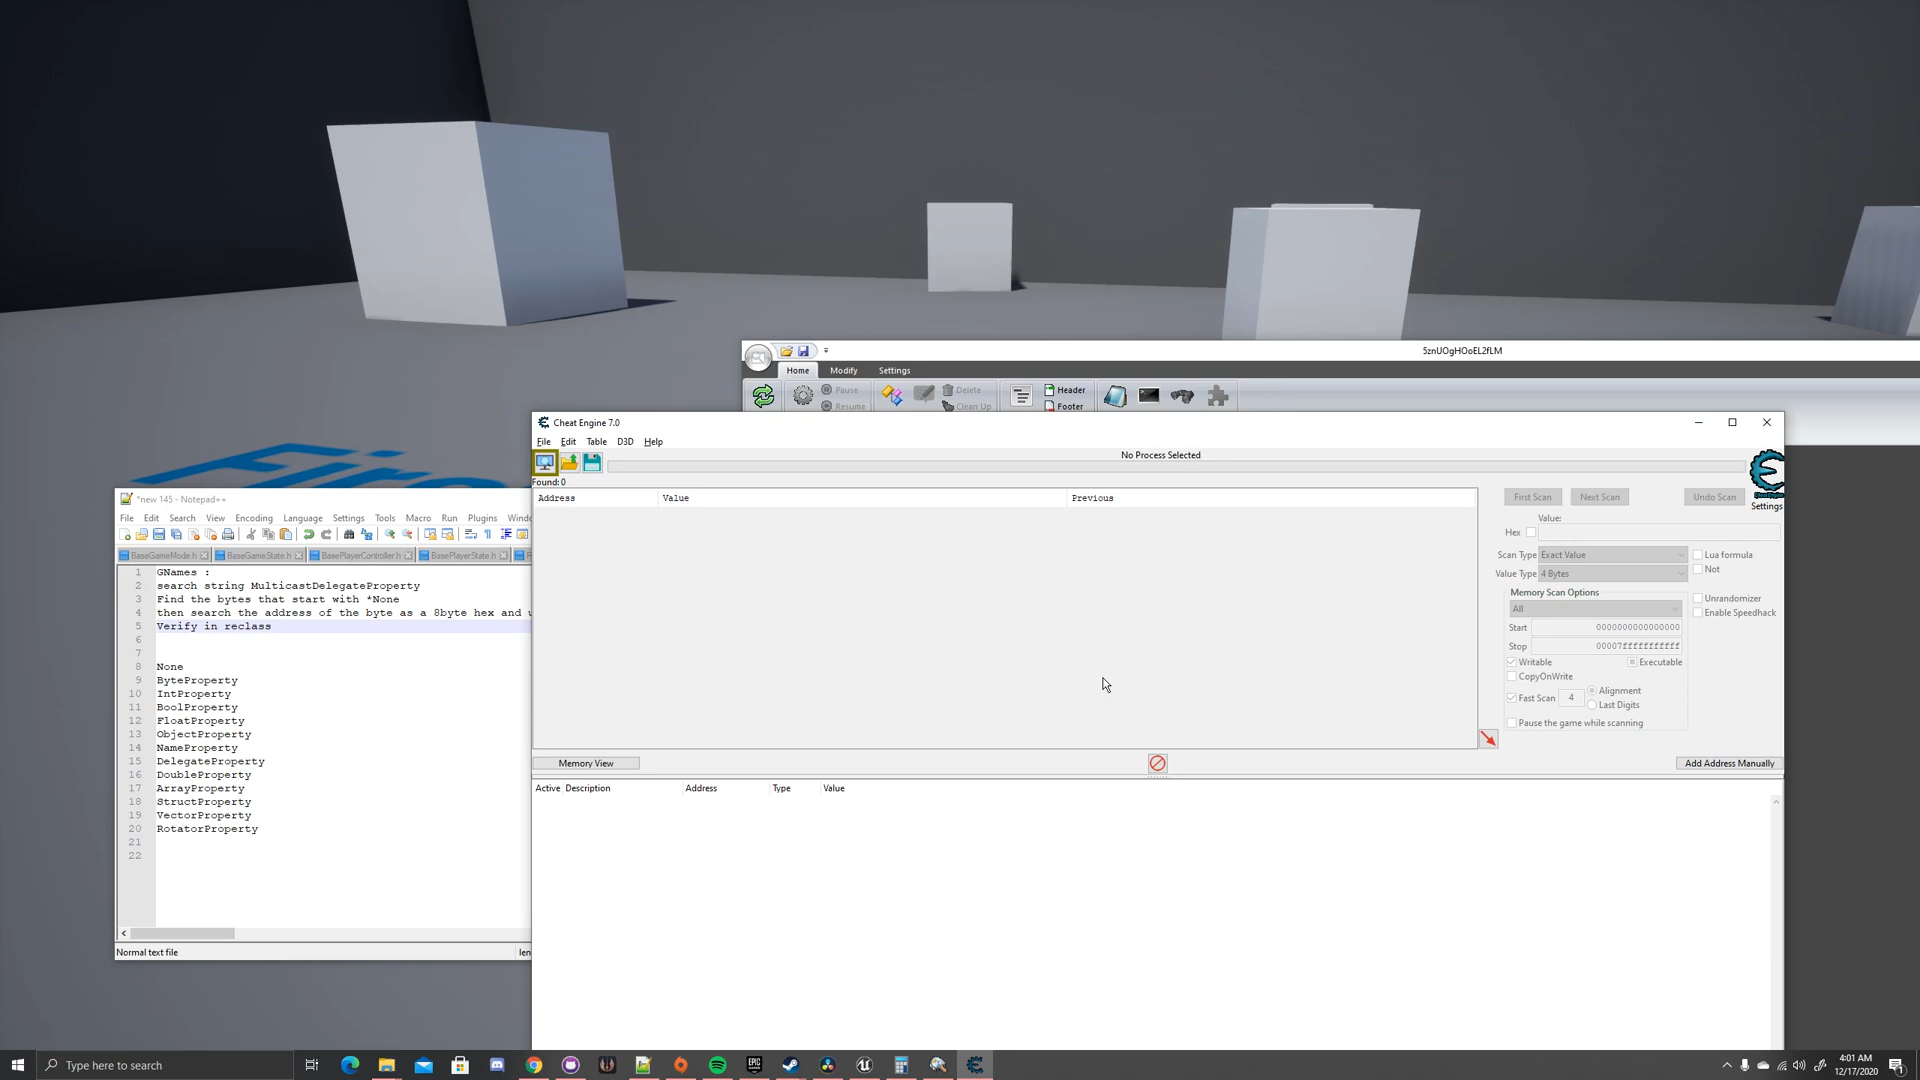 5znUOgHOoEL2fLM
Home
Modify
Settings
Pause
Resume
Delete
Clean Up
Header
Footer
Cheat Engine 7.0
File
Edit
Table
D3D
Help
No Process Selected
Found: 0
Address
Value
Previous
First Scan
Next Scan
Undo Scan
Settings
Value:
Hex
Scan Type
Exact Value
Lua formula
Not
Value Type
4 Bytes
Memory Scan Options
All
Unrandomizer
Enable Speedhack
Start
0000000000000000
Stop
00007fffffffffff
Writable
Executable
CopyOnWrite
Fast Scan
4
Alignment
Last Digits
Pause the game while scanning
Memory View
Add Address Manually
Active
Description
Address
Type
Value
*new 145 - Notepad++
File
Edit
Search
View
Encoding
Language
Settings
Tools
Macro
Run
Plugins
BaseGameMode.h
BaseGameState.h
BasePlayerController.h
BasePlayerState.h
1 GNames :
2 search string MulticastDelegateProperty
3 Find the bytes that start with *None
4 then search the address of the byte as a 8byte hex and
5 Verify in reclass
6
7
8 None
9 ByteProperty
10 IntProperty
11 BoolProperty
12 FloatProperty
13 ObjectProperty
14 NameProperty
15 DelegateProperty
16 DoubleProperty
17 ArrayProperty
18 StructProperty
19 VectorProperty
20 RotatorProperty
21
22
Normal text file
Type here to search
EPIC
4:01 AM
12/17/2020